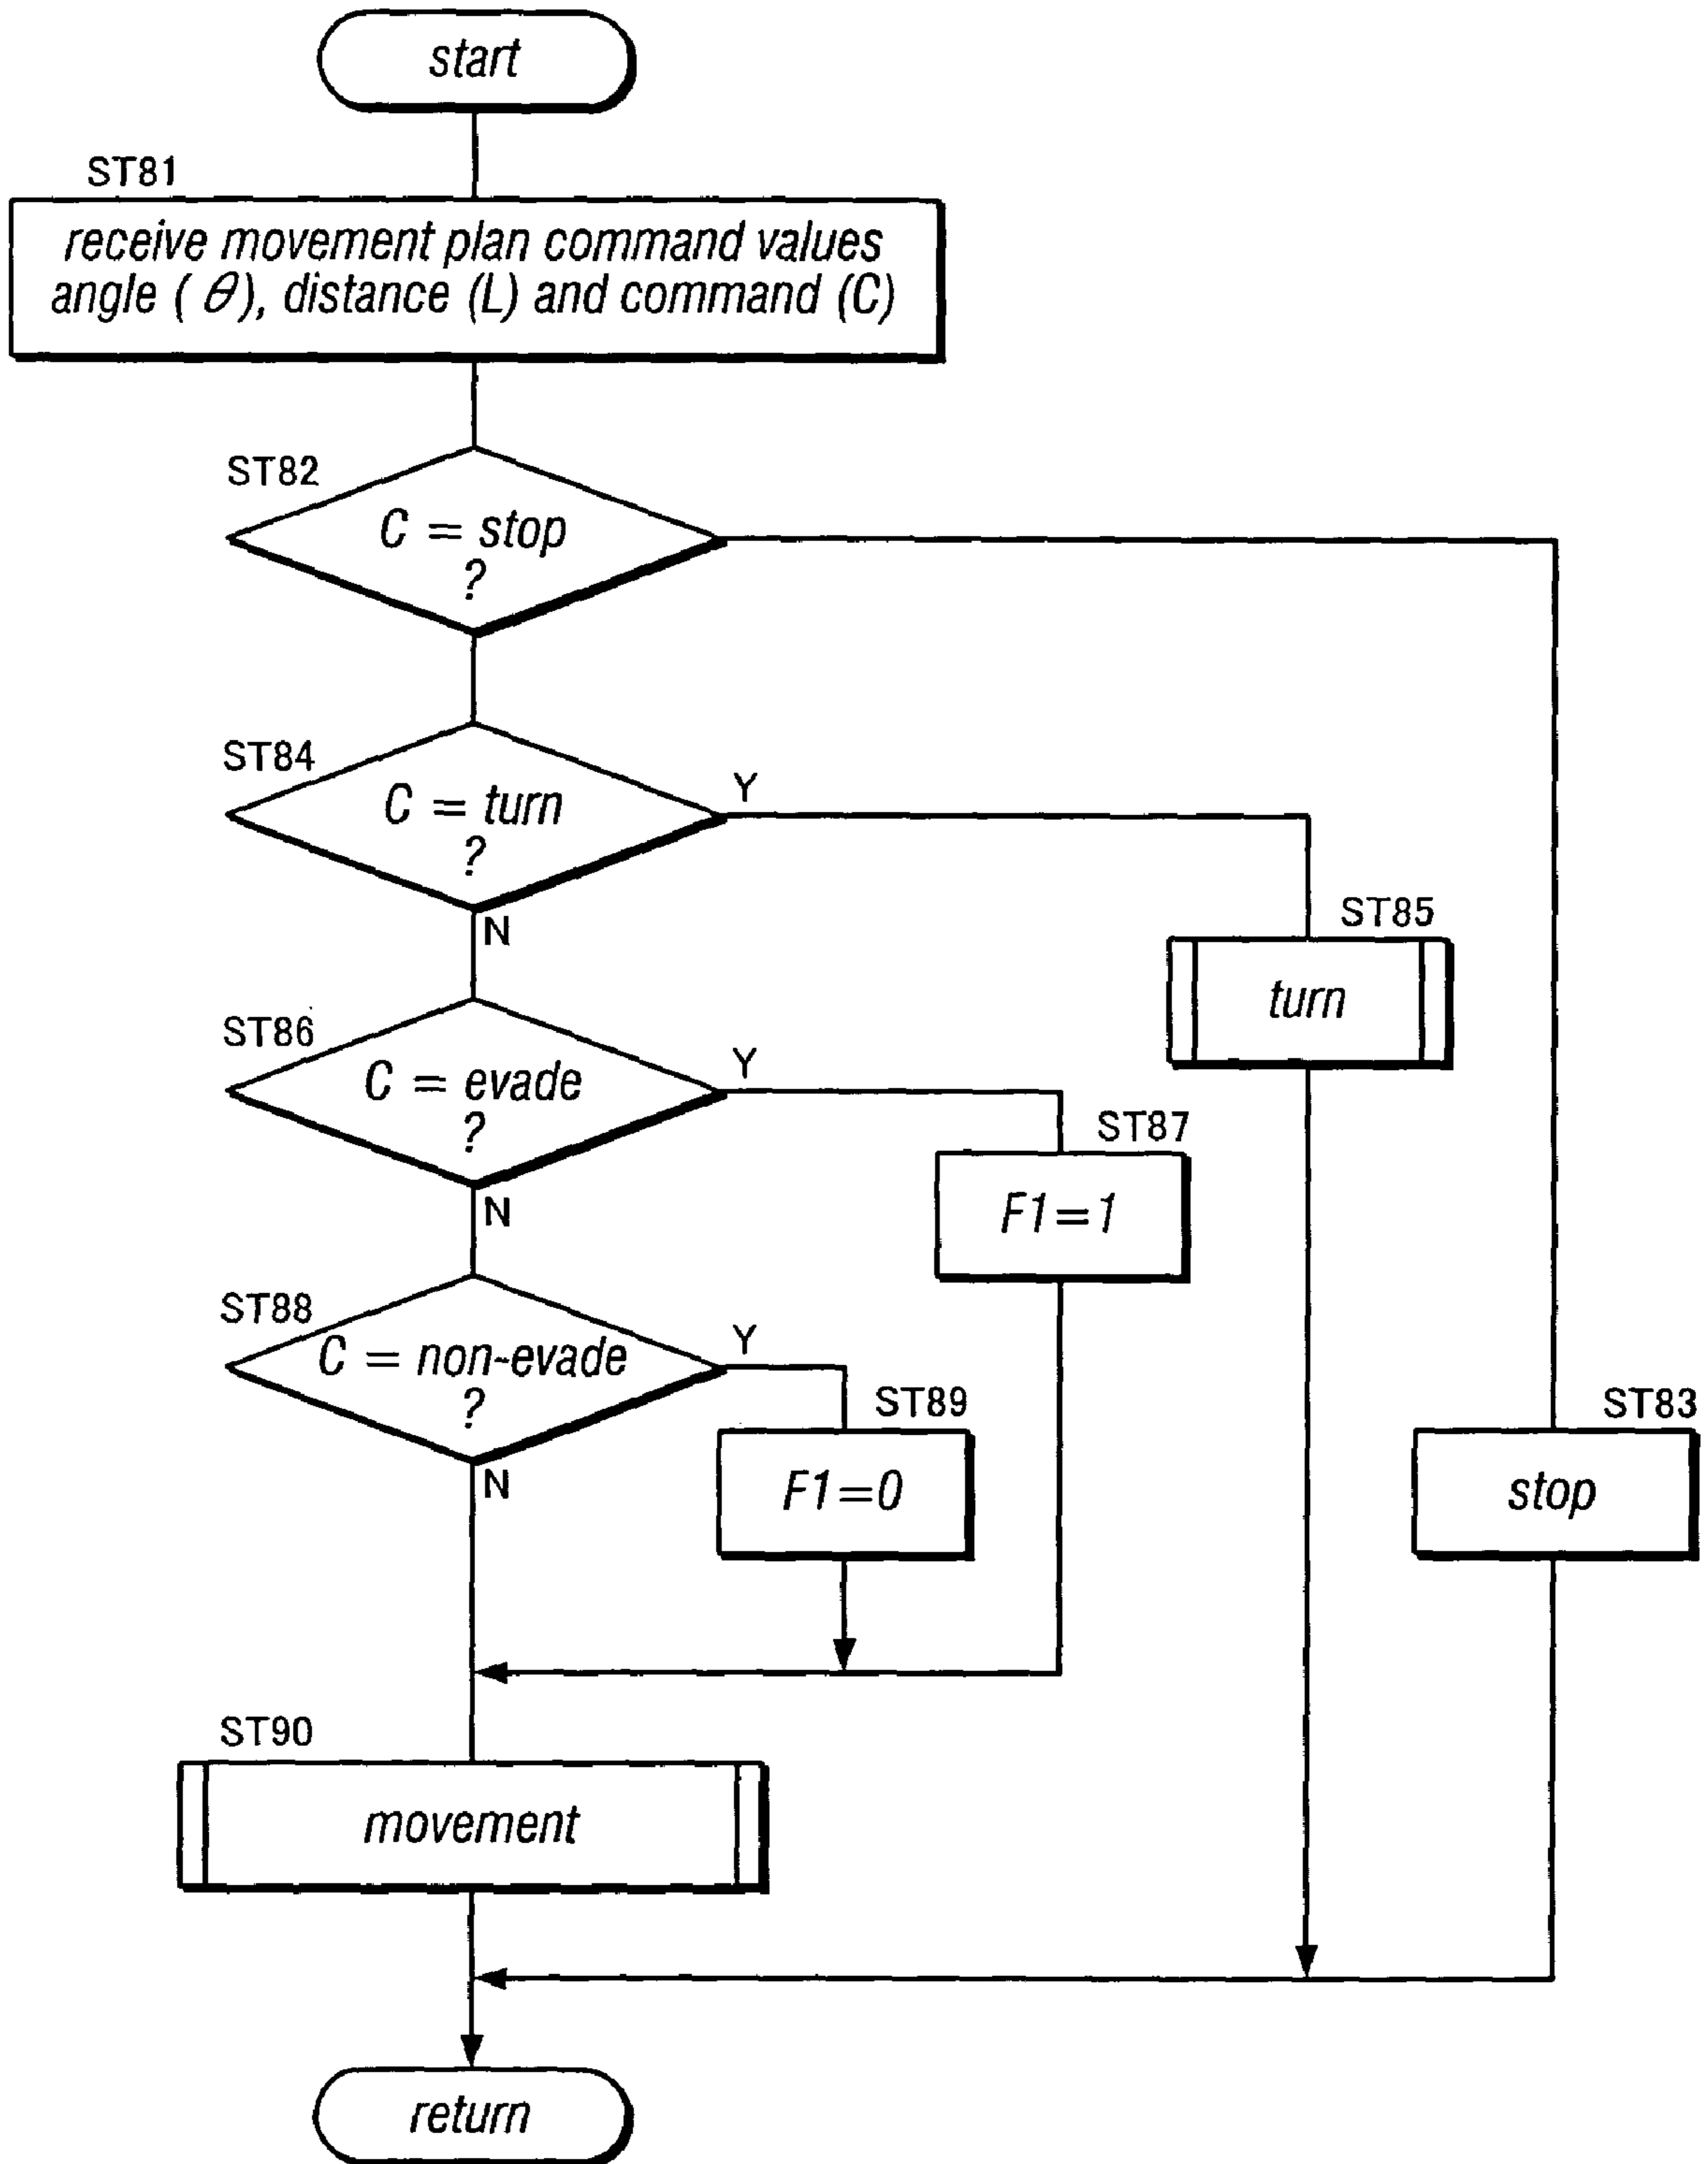 start
ST81
receive movement plan command values
angle ( θ ), distance (L) and command (C)
ST82
C = stop
?
ST84
C = turn
?
Y
N
ST85
turn
ST86
C = evade
?
Y
N
ST87
F1=1
ST88
C = non-evade
?
Y
N
ST89
F1=0
ST83
stop
ST90
movement
return